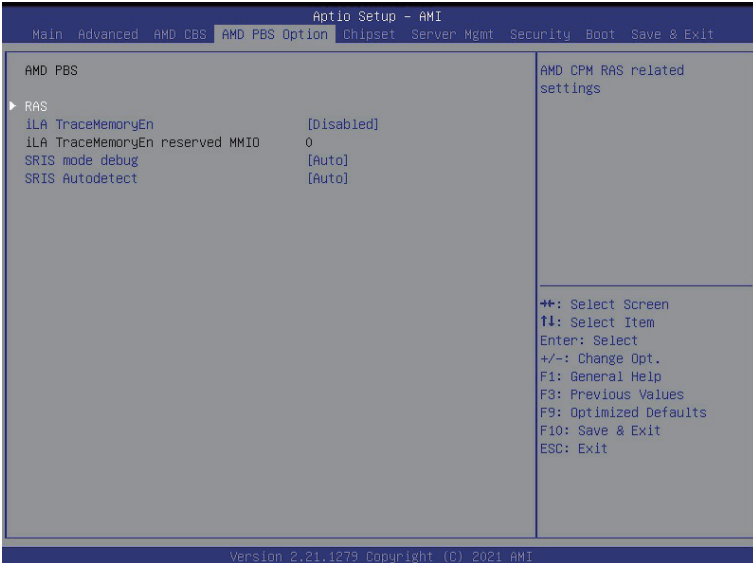 Aptio Setup – AMI
Main Advanced AMD CBS AMD PBS Option Chipset Server Mgmt Security Boot Save & Exit
AMD PBS
RAS
iLA TraceMemoryEn [Disabled]
iLA TraceMemoryEn reserved MMIO 0
SRIS mode debug [Auto]
SRIS Autodetect [Auto]
AMD CPM RAS related
settings
→←: Select Screen
↑↓: Select Item
Enter: Select
+/-: Change Opt.
F1: General Help
F3: Previous Values
F9: Optimized Defaults
F10: Save & Exit
ESC: Exit
Version 2.21.1279 Copyright (C) 2021 AMI